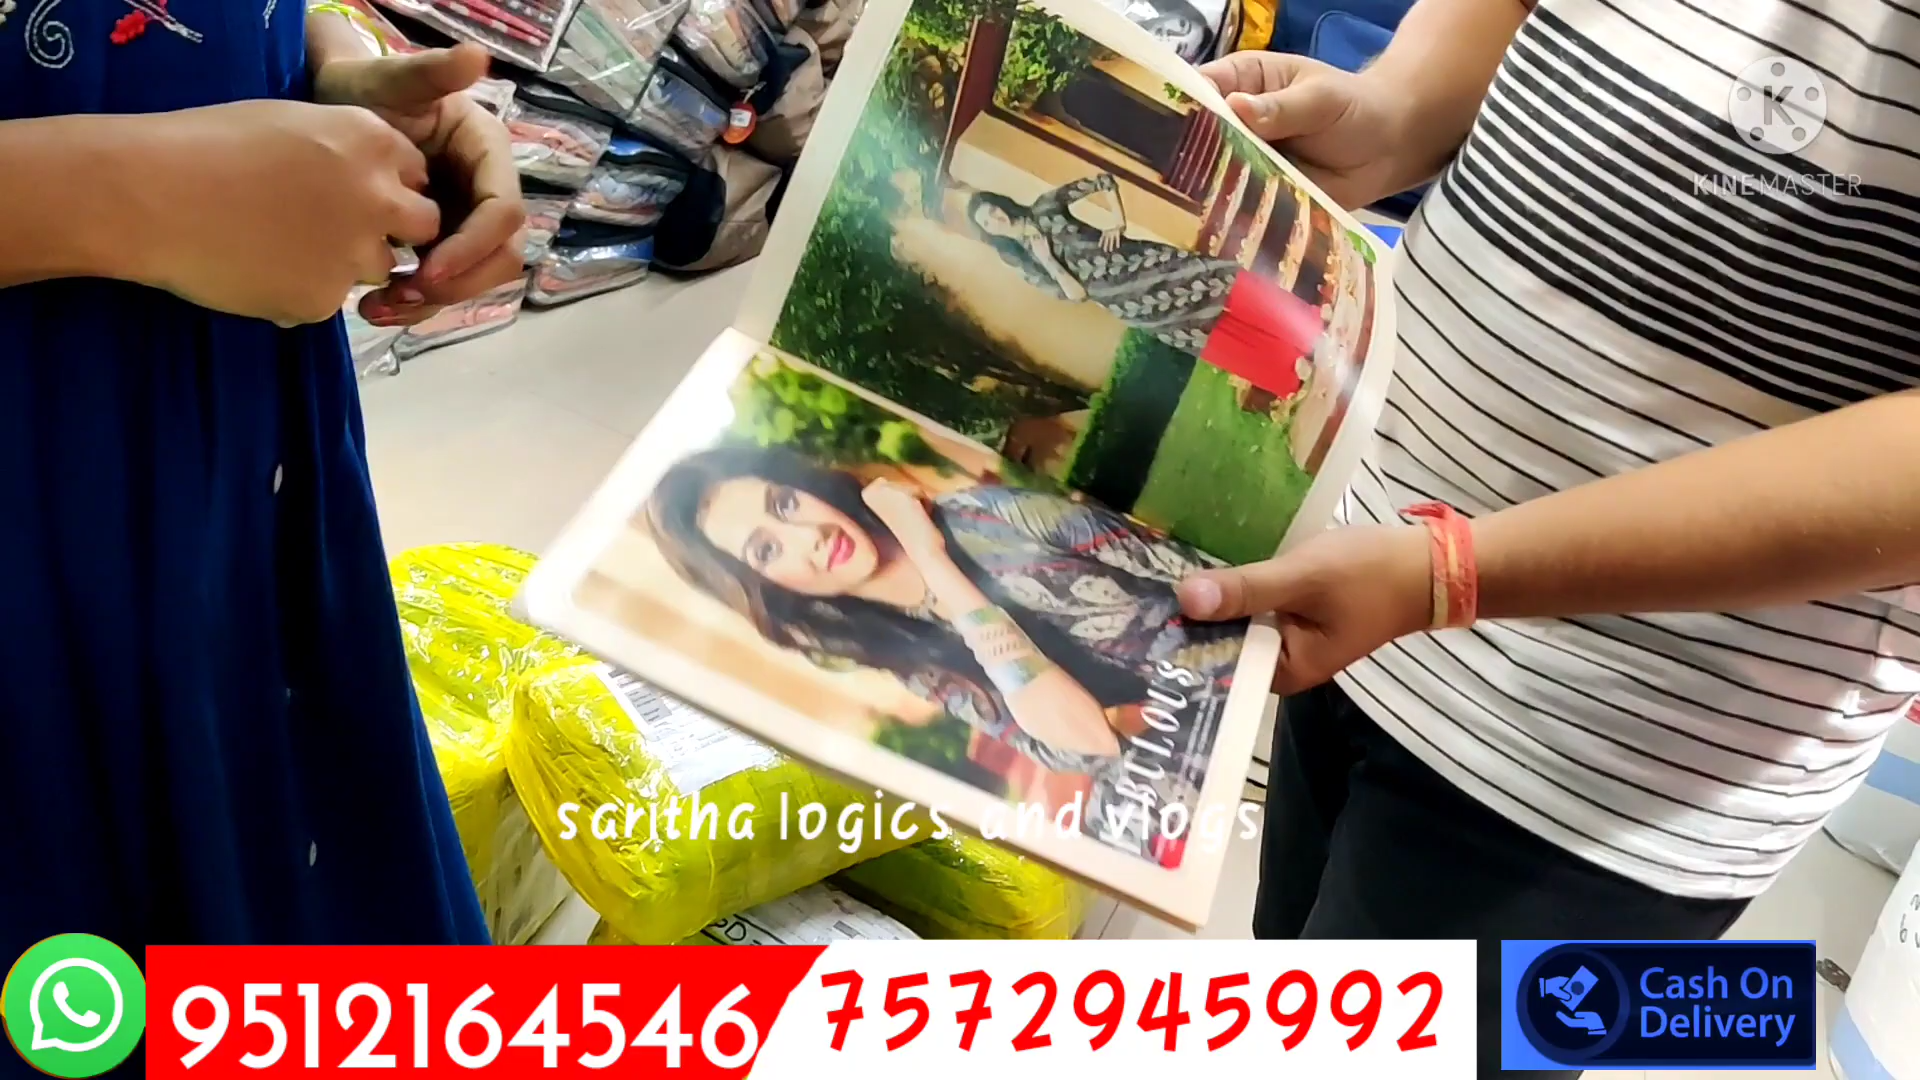 K
KINEMASTER
saritha logics and vlogs
9512164546
7572945992
Cash On
Delivery